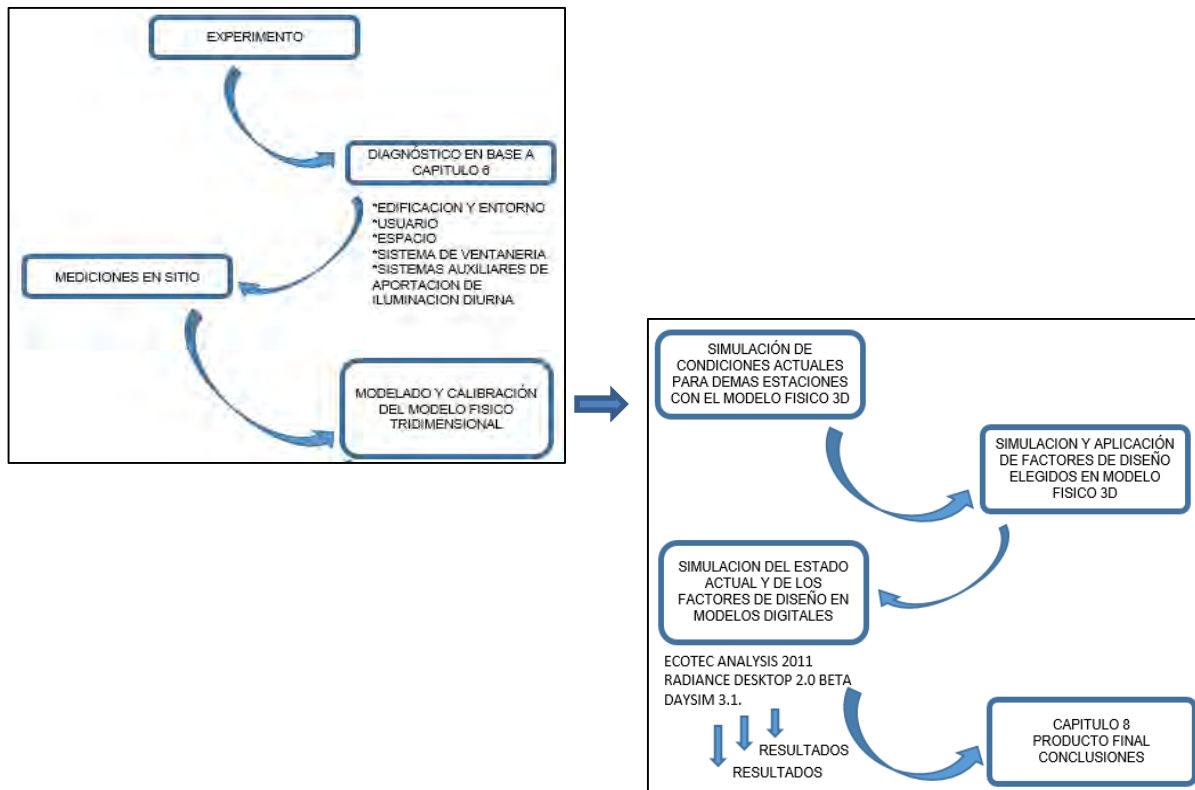 EXPERIMENTO
DIAGNÓSTICO EN BASE A
CAPITULO 6
*EDIFICACION Y ENTORNO
*USUARIO
*ESPACIO
*SISTEMA DE VENTANERIA
*SISTEMAS AUXILIARES DE
APORTACION DE
ILUMINACION DIURNA
MEDICIONES EN SITIO
MODELADO Y CALIBRACIÓN
DEL MODELO FISICO
TRIDIMENSIONAL
SIMULACIÓN DE
CONDICIONES ACTUALES
PARA DEMAS ESTACIONES
CON EL MODELO FISICO 3D
SIMULACION Y APLICACIÓN
DE FACTORES DE DISEÑO
ELEGIDOS EN MODELO
FISICO 3D
SIMULACION DEL ESTADO
ACTUAL Y DE LOS
FACTORES DE DISEÑO EN
MODELOS DIGITALES
ECOTEC ANALYSIS 2011
RADIANCE DESKTOP 2.0 BETA
DAYSIM 3.1.
RESULTADOS
RESULTADOS
CAPITULO 8
PRODUCTO FINAL
CONCLUSIONES